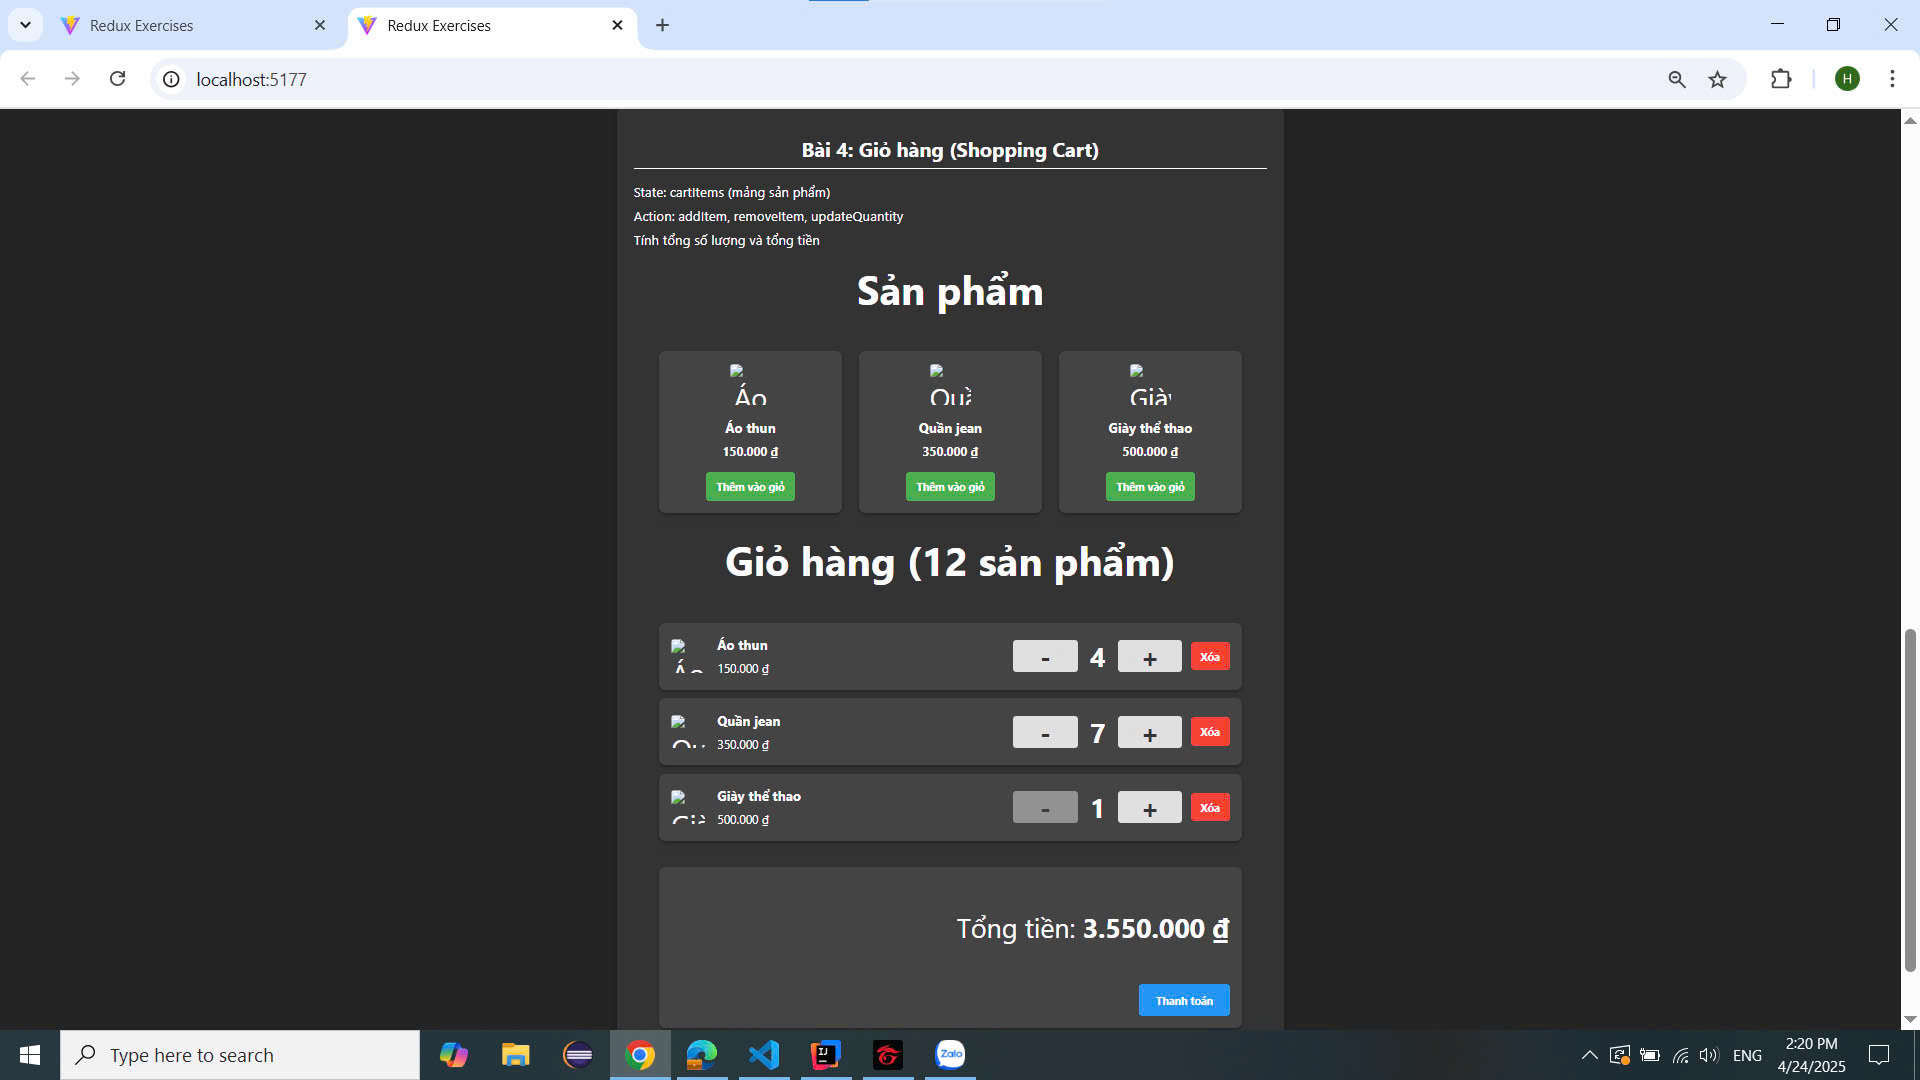 Redux Exercises
Redux Exercises
localhost:5177
H
Bài 4: Giỏ hàng (Shopping Cart)
State: cartItems (mảng sản phẩm)
Action: addItem, removeItem, updateQuantity
Tính tổng số lượng và tổng tiền
Sản phẩm
Áo
Áo thun
150.000 ₫
Thêm vào giỏ
Quần jean
350.000 ₫
Thêm vào giỏ
Giày
Giày thể thao
500.000 ₫
Thêm vào giỏ
Giỏ hàng (12 sản phẩm)
Áo thun
150.000 ₫
- 4 + Xóa
Quần jean
350.000 ₫
- 7 + Xóa
Giày thể thao
500.000 ₫
- 1 + Xóa
Tổng tiền: 3.550.000 ₫
Thanh toán
Type here to search
IJ
Zalo
ENG
2:20 PM
4/24/2025